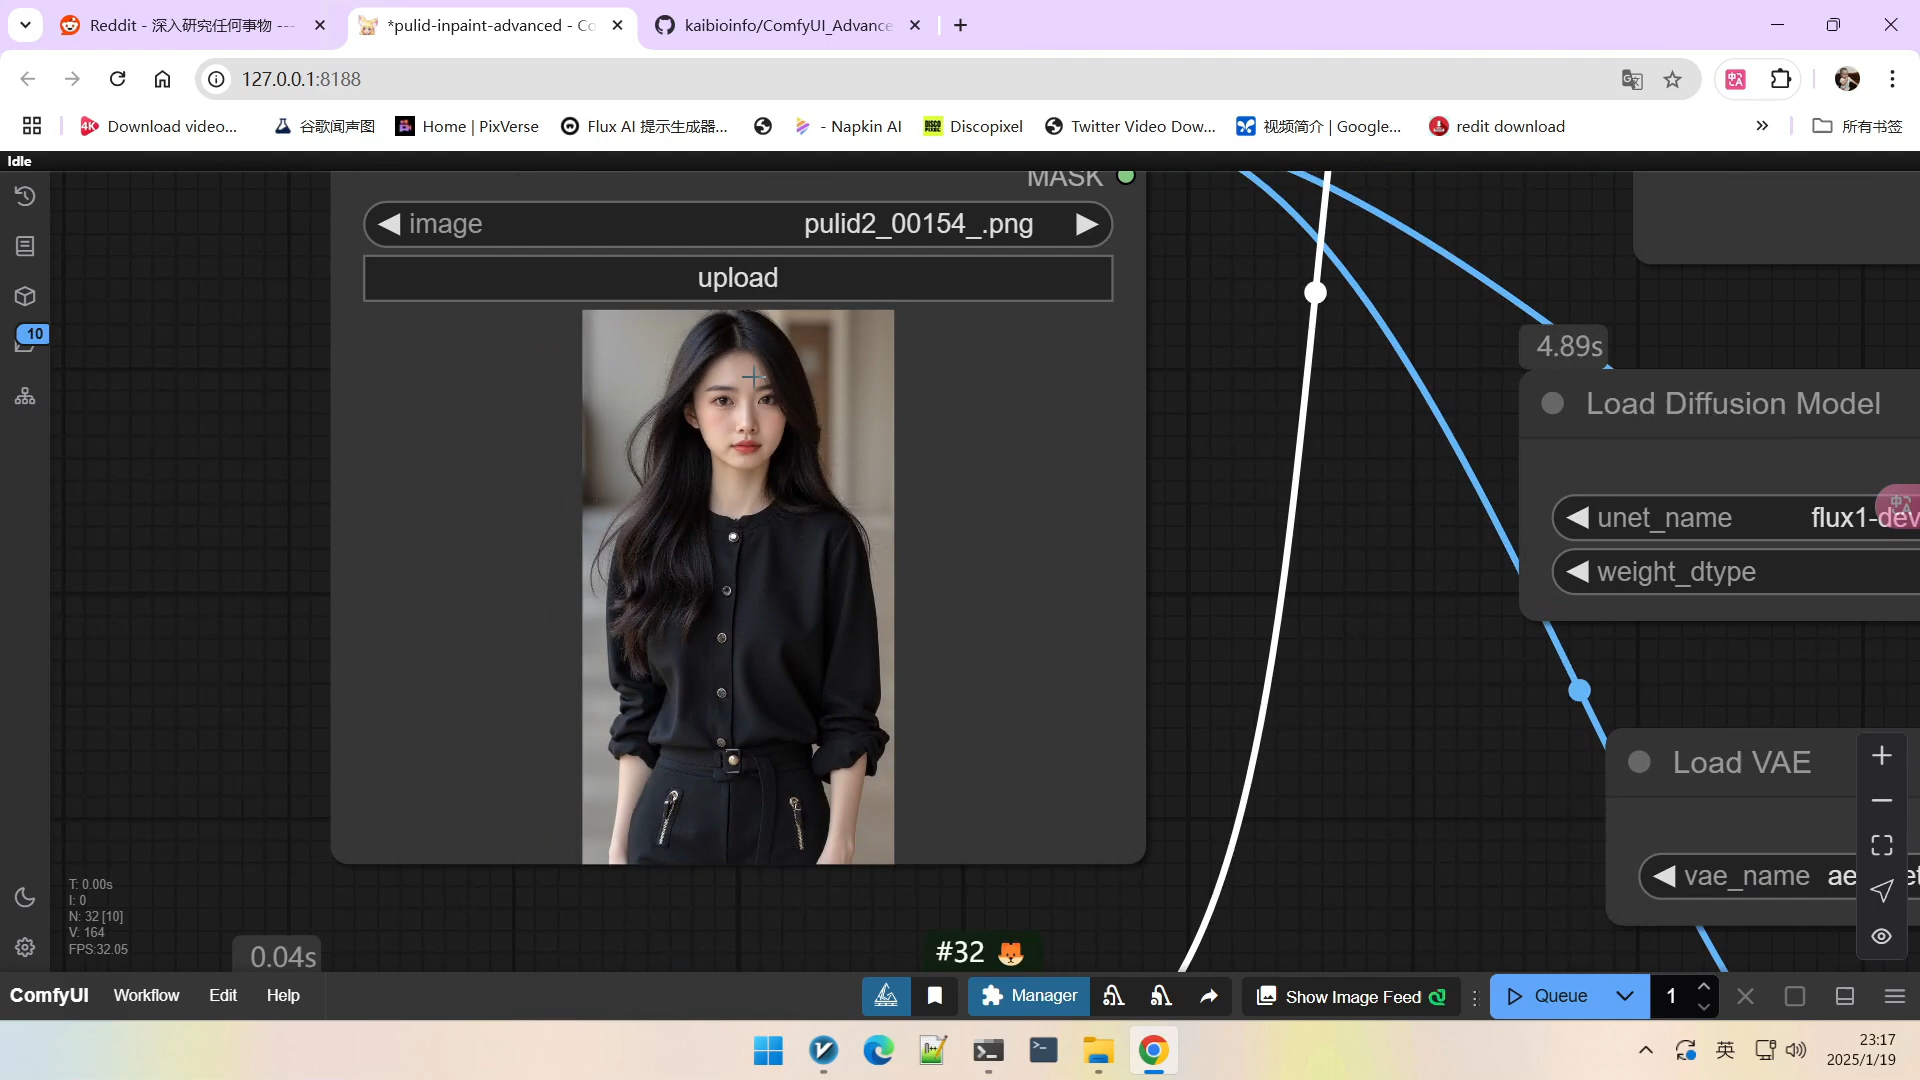 Reddit - 深入研究任何事物 ---
*pulid-inpaint-advanced - Co
kaibioinfo/ComfyUI_Advance
127.0.0.1:8188
Download video...
谷歌闻声图
Home | PixVerse
Flux AI 提示生成器...
- Napkin AI
Discopixel
Twitter Video Dow...
视频简介 | Google...
redit download
所有书签
Idle
MASK
image
pulid2_00154_.png
upload
10
4.89s
Load Diffusion Model
unet_name
flux1-dev
weight_dtype
Load VAE
vae_name
ae
T: 0.00s
I: 0
N: 32 [10]
V: 164
FPS:32.05
0.04s
#32
ComfyUI
Workflow
Edit
Help
Manager
Show Image Feed
Queue
1
英
23:17
2025/1/19